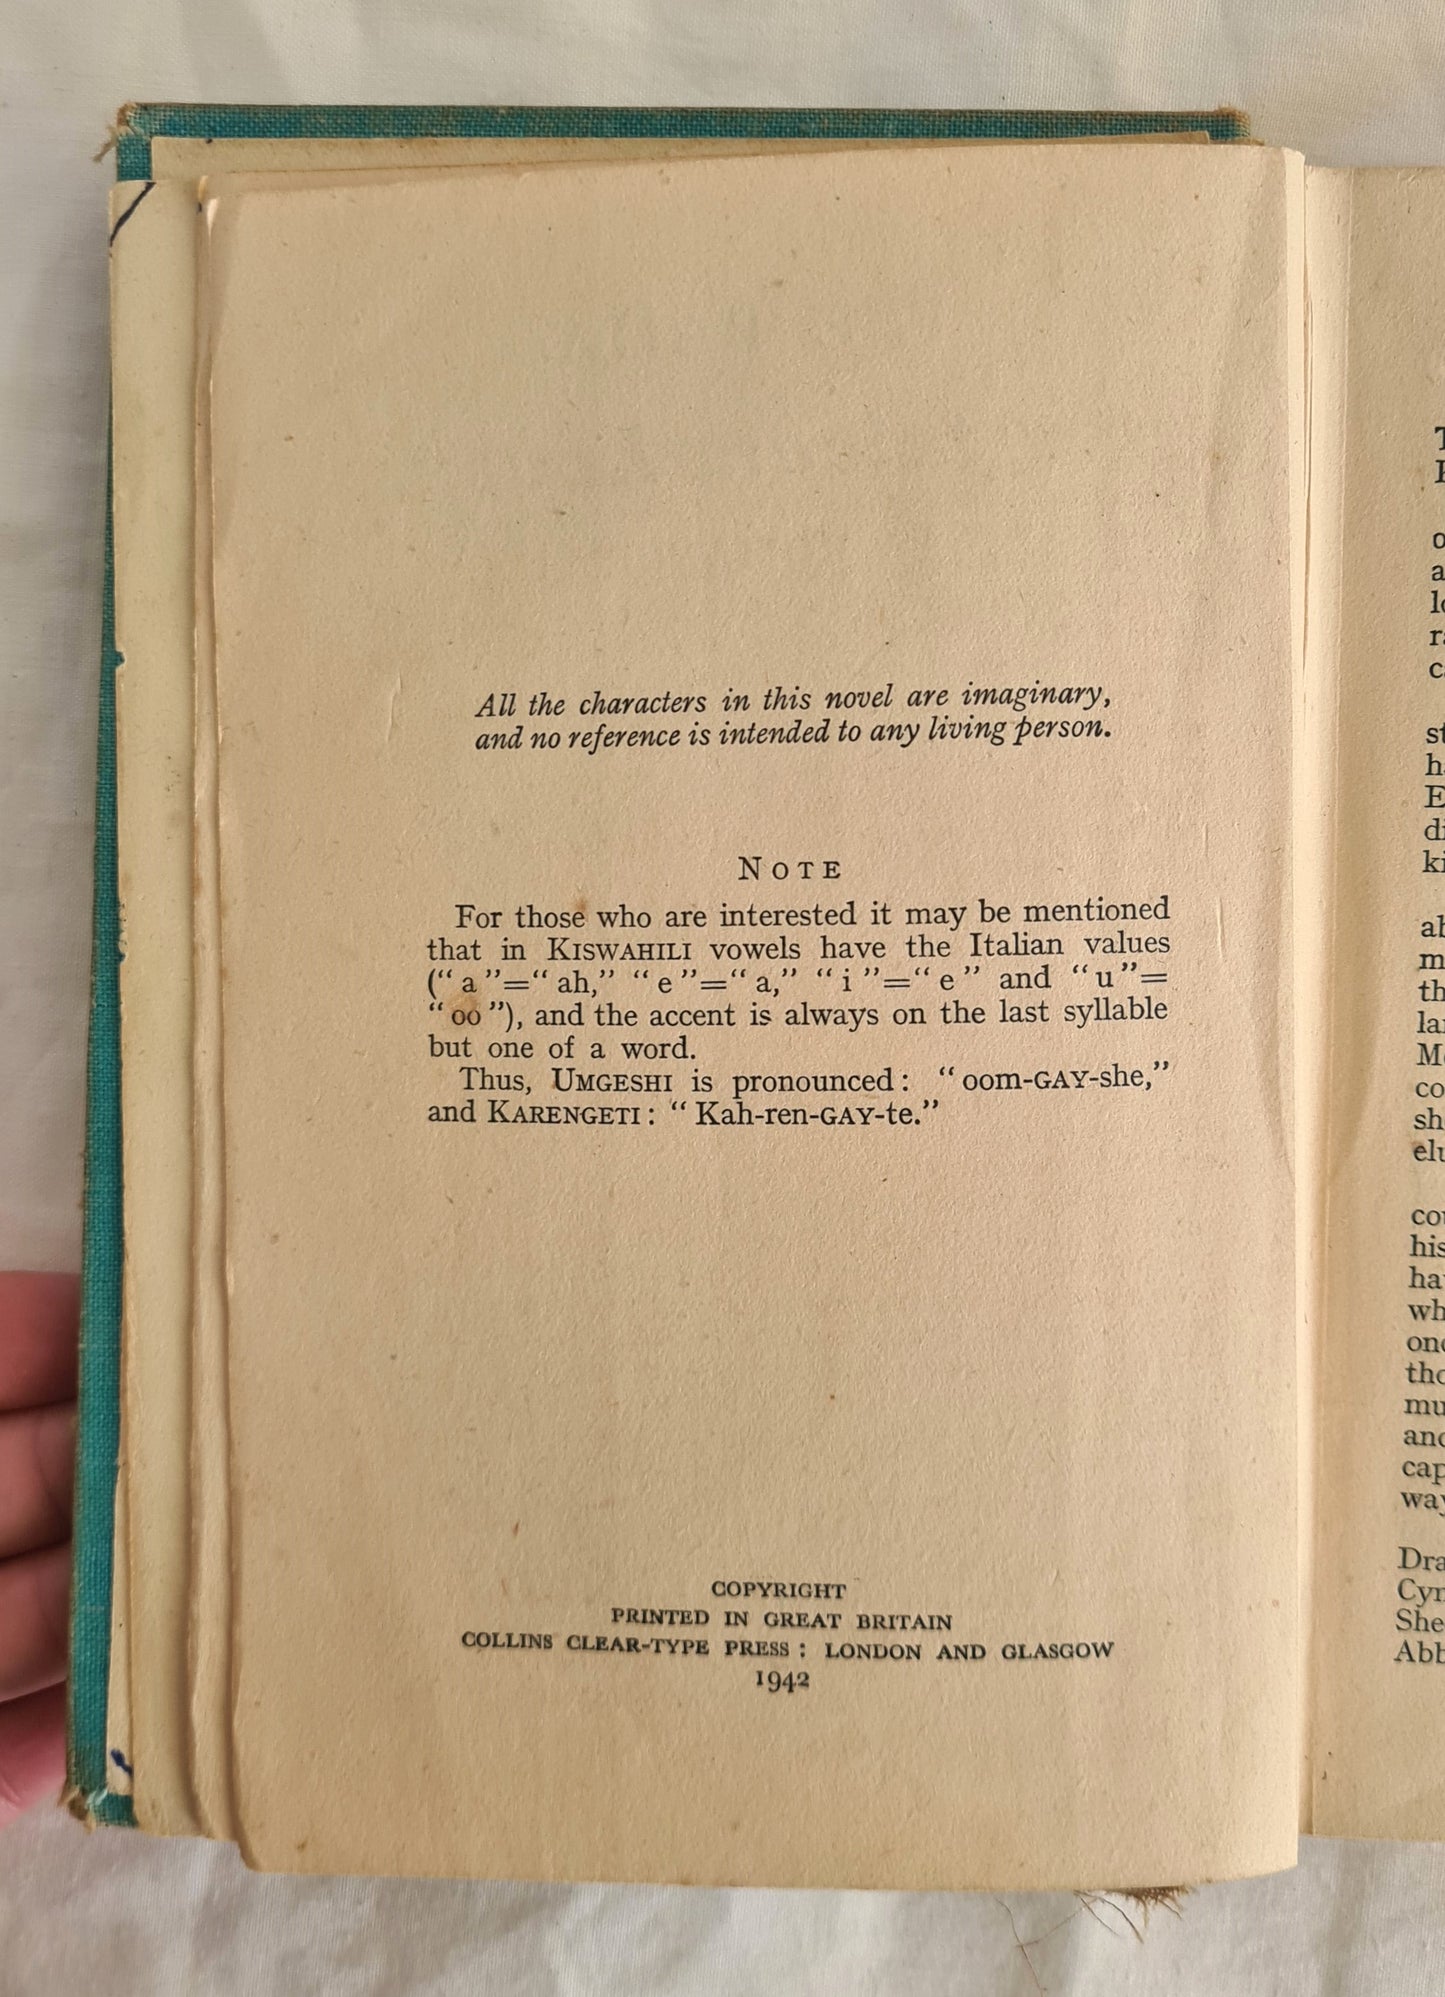 All the characters in this novel are imaginary,
and no reference is intended to any living person.
NOTE
For those who are interested it may be mentioned
that in KISWAHILI vowels have the Italian values
(“a”=“ah,” “e”=“a,” “i”=“e” and “u”=
“oo”), and the accent is always on the last syllable
but one of a word.
Thus, UMGESHI is pronounced: “oom-GAY-she,”
and KARENGETI: “Kah-ren-GAY-te.”
COPYRIGHT
PRINTED IN GREAT BRITAIN
COLLINS CLEAR-TYPE PRESS: LONDON AND GLASGOW
1942